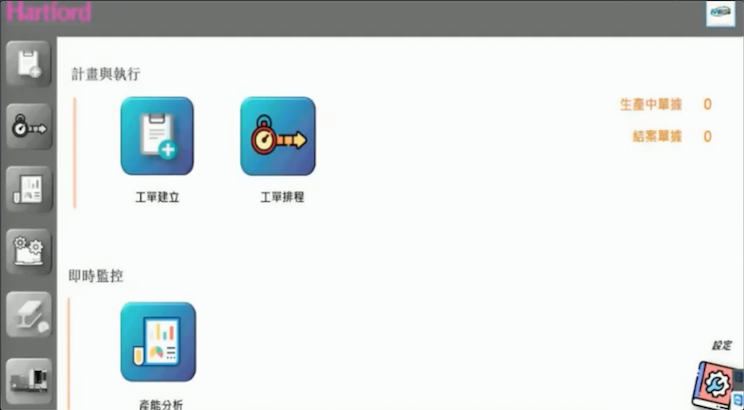 Hartford
計畫與執行
生產中單據 0
結案單據 0
工單建立
工單排程
即時監控
設定
產能分析